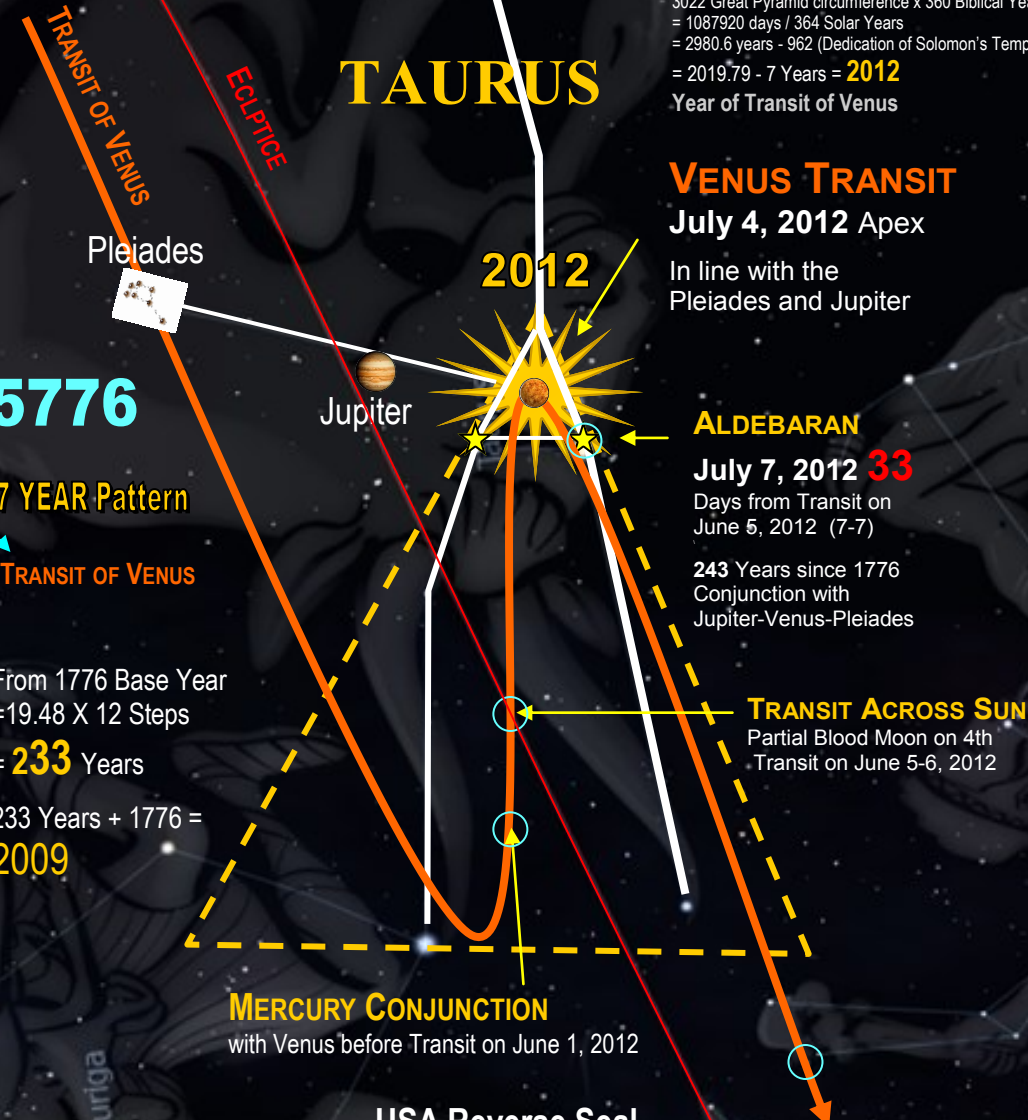 3022 Great Pyramid circumference x 360 Biblical
= 1087920 days / 364 Solar Years
= 2980.6 years - 962 (Dedication of Solomon's
= 2019.79 - 7 Years = 2012
Year of Transit of Venus
TAURUS
TRANSIT OF VENUS
ECLPTICE
VENUS TRANSIT
July 4, 2012 Apex
In line with the
Pleiades and Jupiter
Pleiades
2012
Jupiter
5776
ALDEBARAN
July 7, 2012 33
Days from Transit on
June 5, 2012 (7-7)
243 Years since 1776
Conjunction with
Jupiter-Venus-Pleiades
7 YEAR Pattern
TRANSIT OF VENUS
From 1776 Base Year
=19.48 X 12 Steps
= 233 Years
233 Years + 1776 =
2009
TRANSIT ACROSS SUN
Partial Blood Moon on 4th
Transit on June 5-6, 2012
MERCURY CONJUNCTION
with Venus before Transit on June 1, 2012
uriga
USA Reverse Seal